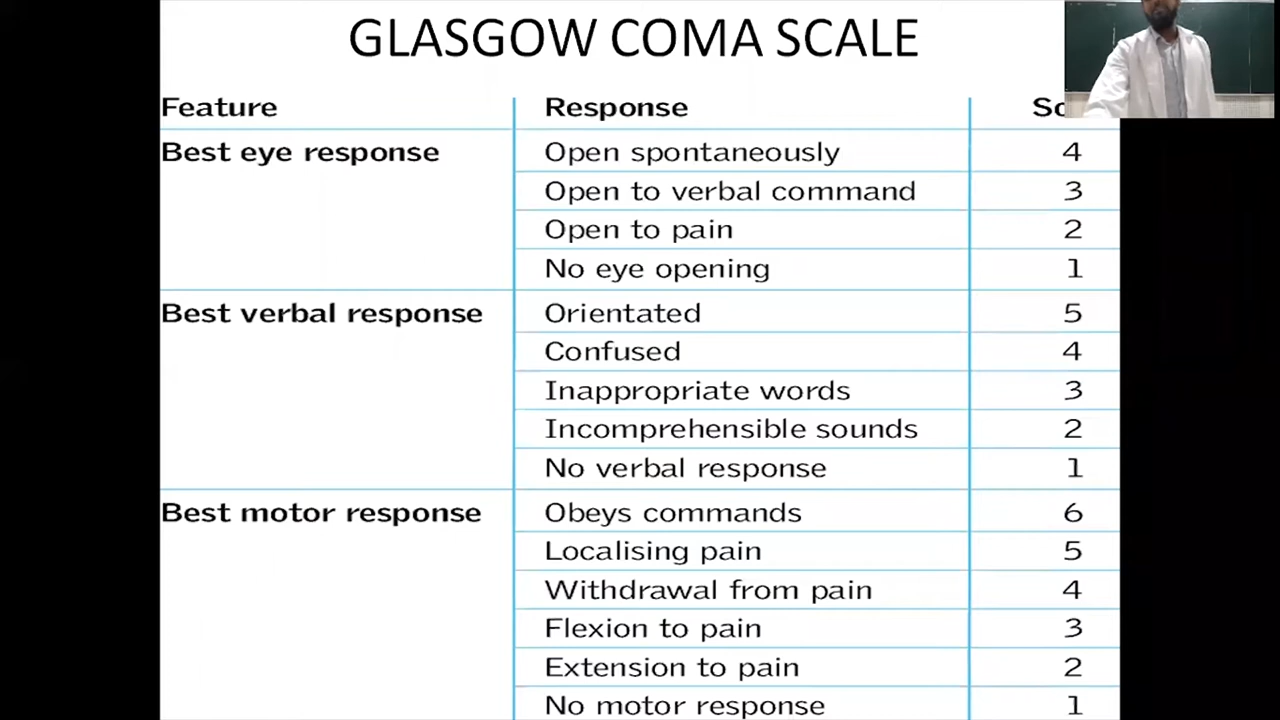 GLASGOW COMA SCALE
Feature Response
Best eye response Open spontaneously 4
Open to verbal command 3
Open to pain 2
No eye opening 1
Best verbal response Orientated 5
Confused 4
Inappropriate words 3
Incomprehensible sounds 2
No verbal response 1
Best motor response Obeys commands 6
Localising pain 5
Withdrawal from pain 4
Flexion to pain 3
Extension to pain 2
No motor response 1